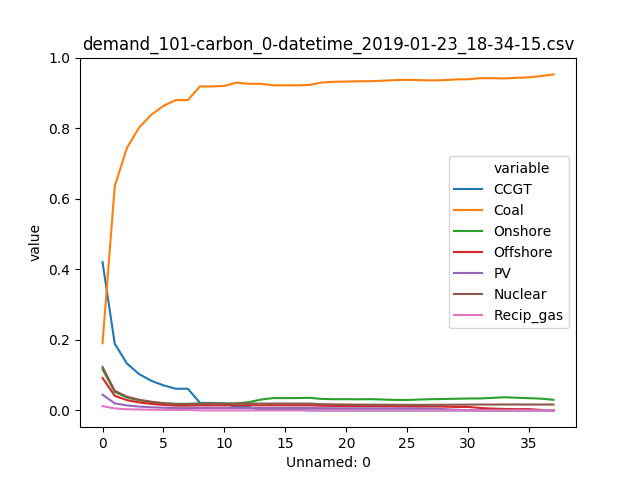 demand_101-carbon_0-datetime_2019-01-23_18-34-15.csv
1.0
0.8
0.6
0.4
0.2
0.0
value
variable
CCGT
Coal
Onshore
Offshore
PV
Nuclear
Recip_gas
0 5 10 15 20 25 30 35
Unnamed: 0